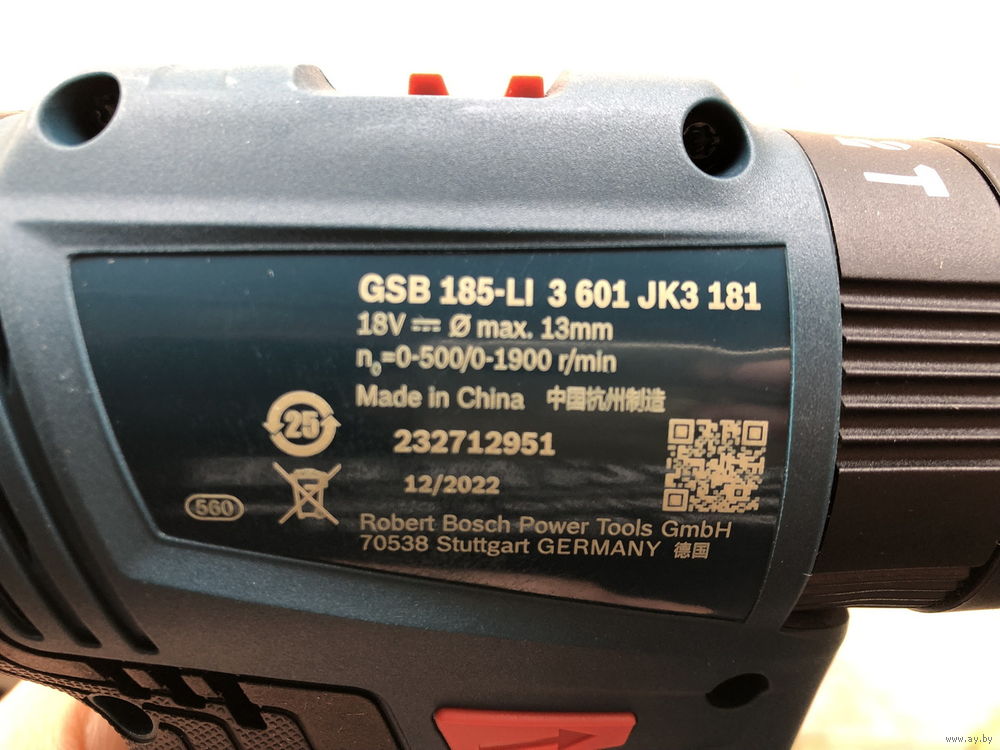 2 T
GSB 185-LI 3 601 JK3 181
18V ⎓ Ø max. 13mm
n₀=0-500/0-1900 r/min
Made in China 中国杭州制造
25
232712951
12/2022
560
Robert Bosch Power Tools GmbH
70538 Stuttgart GERMANY 德国
www.ay.by